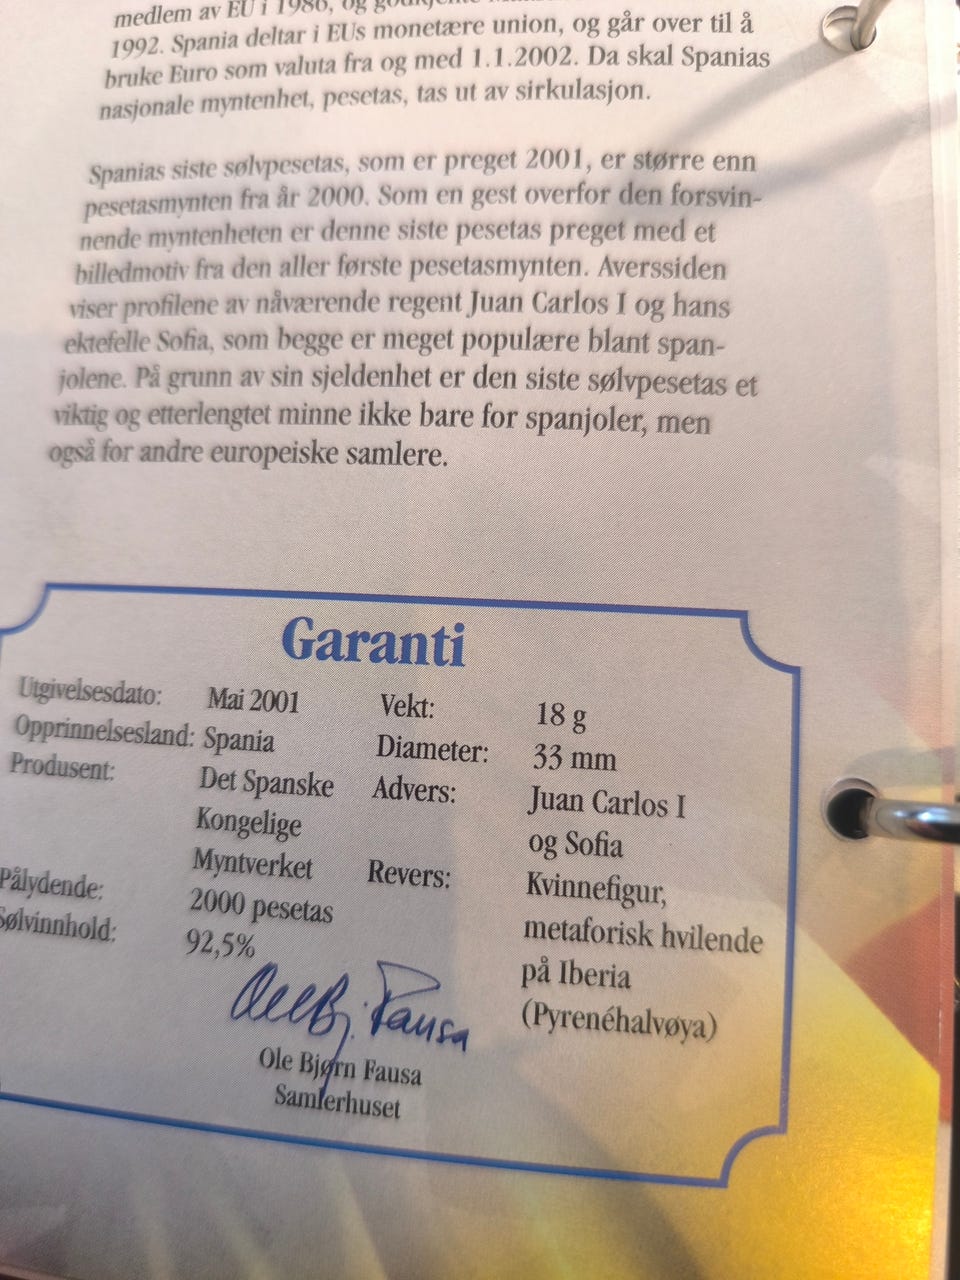 medlem av EU i 1986, og
1992. Spania deltar i EUs monetære union, og går over til å
bruke Euro som valuta fra og med 1.1.2002. Da skal Spanias
nasjonale myntenhet, pesetas, tas ut av sirkulasjon.
Spanias siste sølvpesetas, som er preget 2001, er større enn
pesetasmynten fra år 2000. Som en gest overfor den forsvin-
nende myntenheten er denne siste pesetas preget med et
billedmotiv fra den aller første pesetasmynten. Averssiden
viser profilene av nåværende regent Juan Carlos I og hans
ektefelle Sofia, som begge er meget populære blant span-
jolene. På grunn av sin sjeldenhet er den siste sølvpesetas et
viktig og etterlengtet minne ikke bare for spanjoler, men
også for andre europeiske samlere.
Garanti
Utgivelsesdato: Mai 2001
Opprinnelsesland: Spania
Produsent: Det Spanske
Kongelige
Myntverket
Pålydende: 2000 pesetas
Sølvinnhold: 92,5%
Vekt: 18 g
Diameter: 33 mm
Advers: Juan Carlos I
og Sofia
Revers: Kvinnefigur,
metaforisk hvilende
på Iberia
(Pyrenéhalvøya)
Ole Bj. Fausa
Ole Bjørn Fausa
Samlerhuset